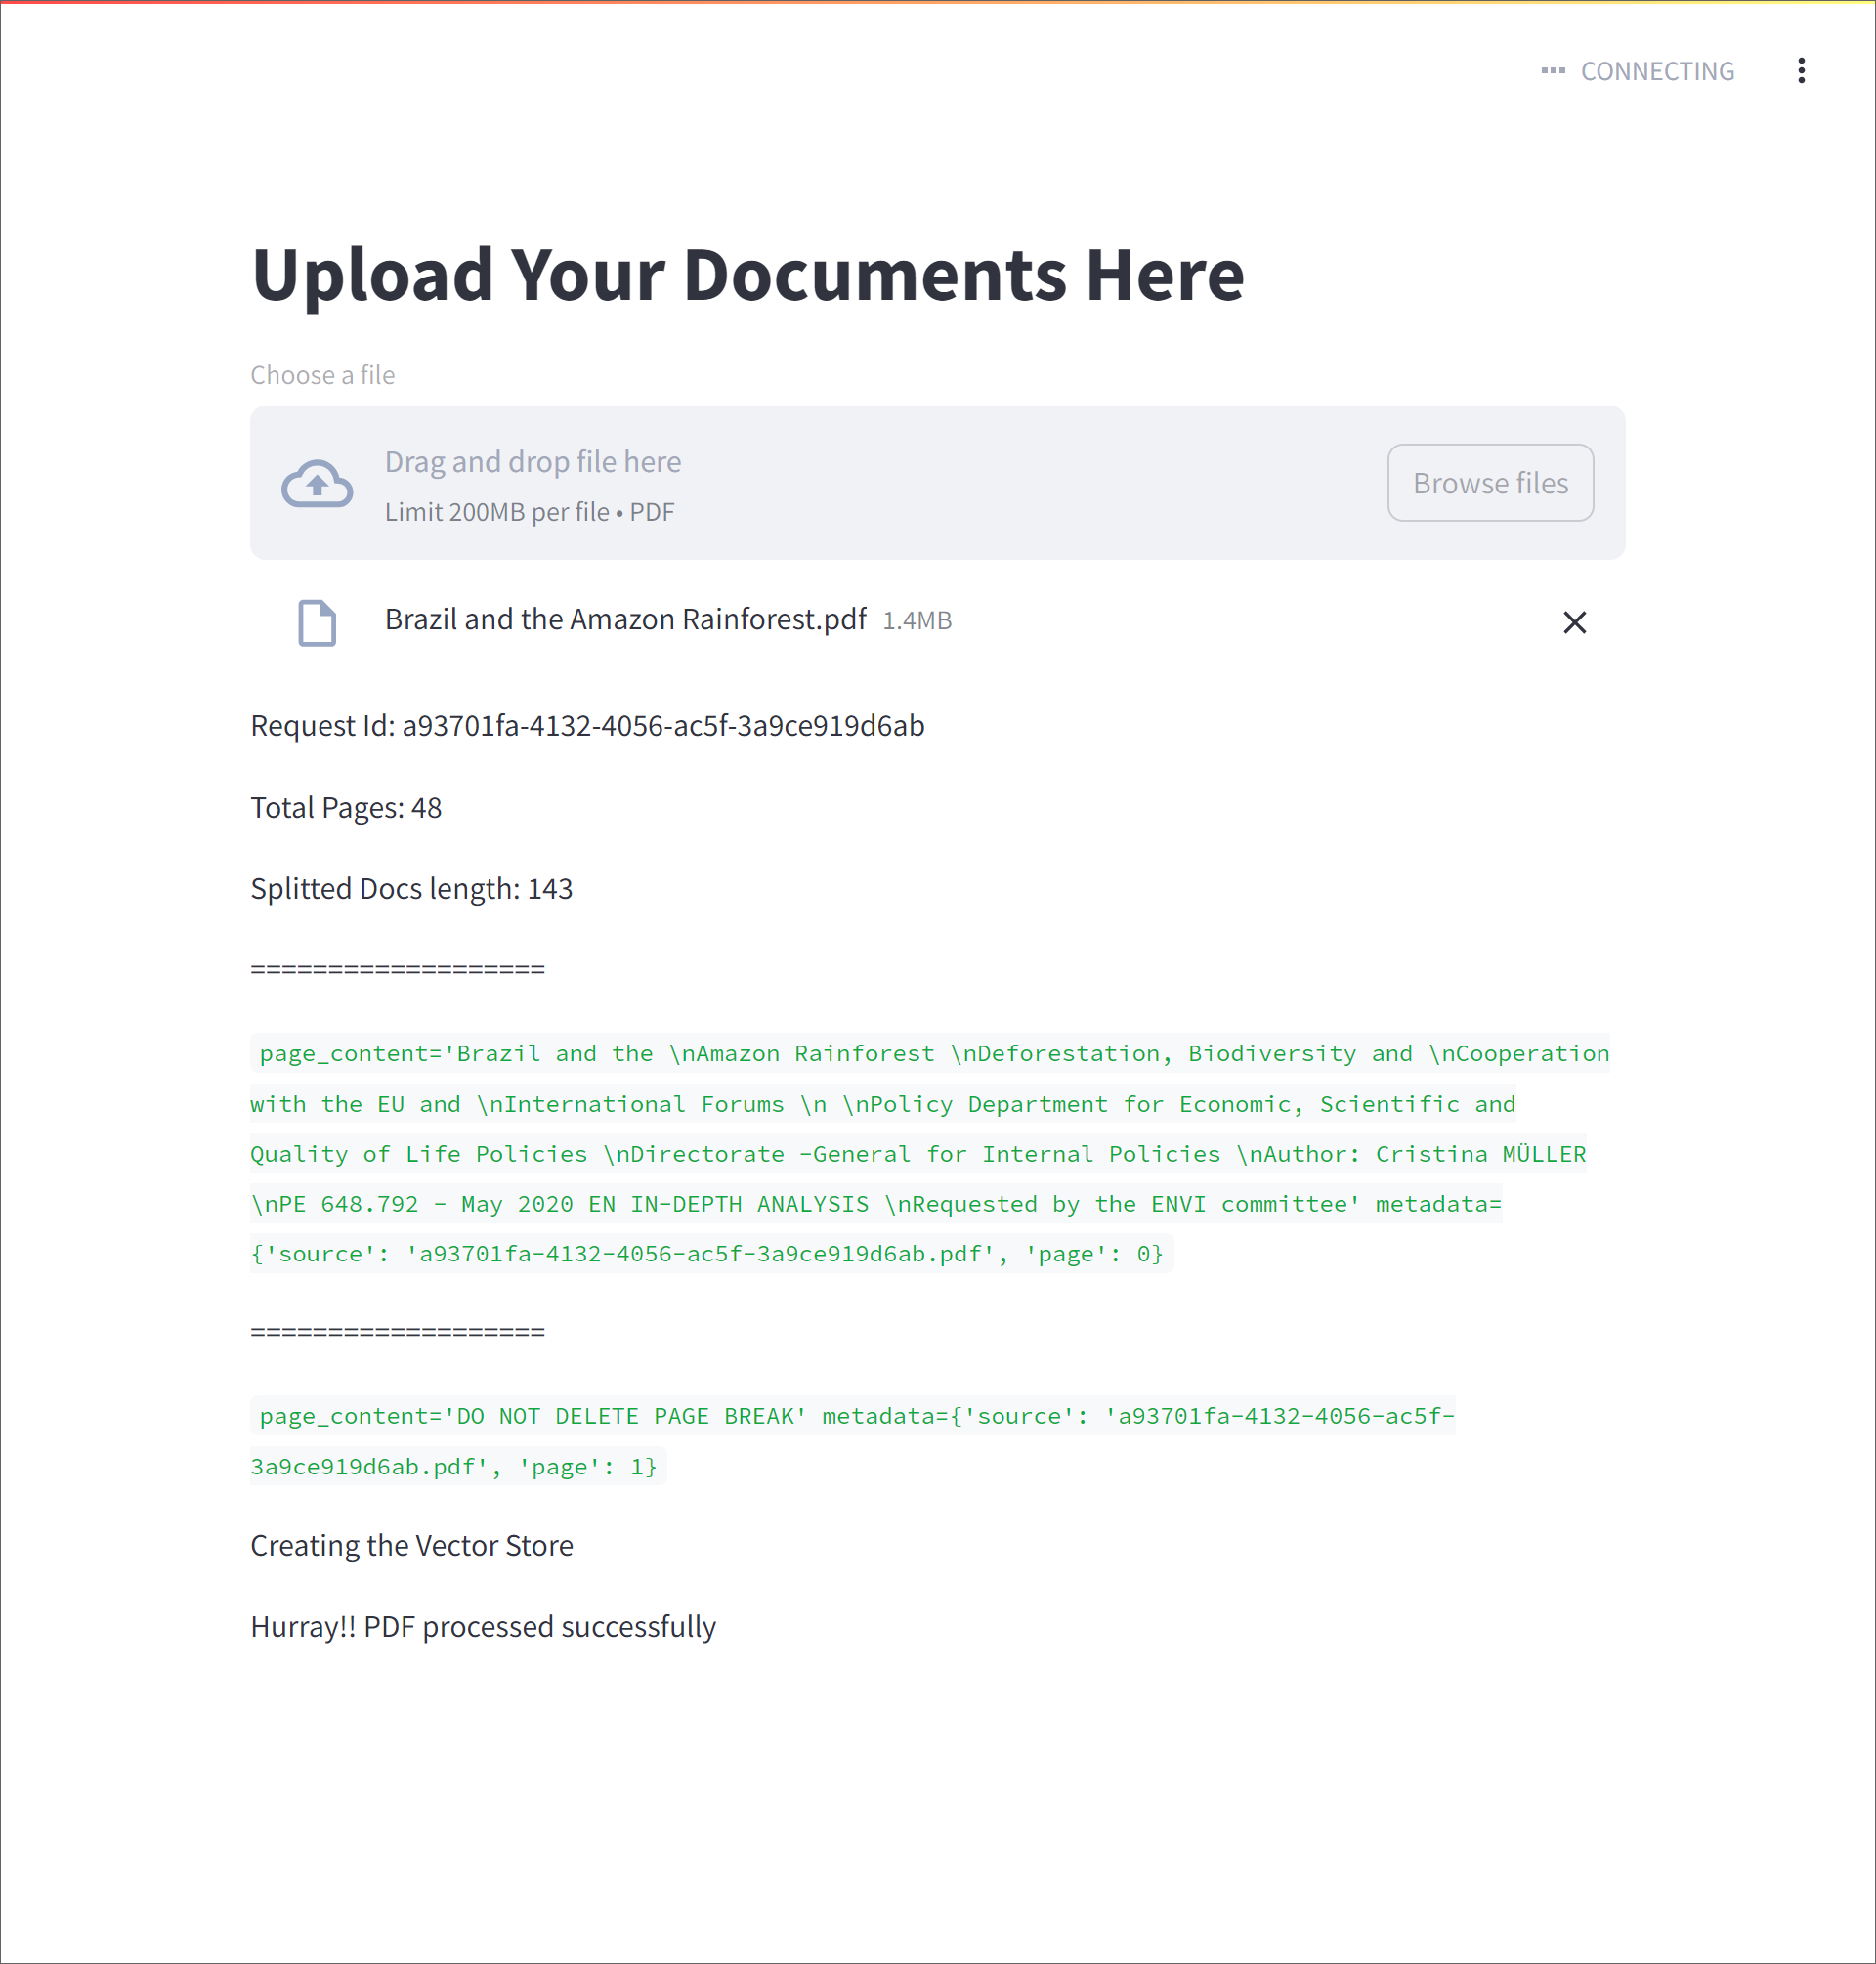 CONNECTING
Upload Your Documents Here
Choose a file
Drag and drop file here
Limit 200MB per file • PDF
Browse files
Brazil and the Amazon Rainforest.pdf 1.4MB
Request Id: a93701fa-4132-4056-ac5f-3a9ce919d6ab
Total Pages: 48
Splitted Docs length: 143
===================
page_content='Brazil and the \nAmazon Rainforest \nDeforestation, Biodiversity and \nCooperation
with the EU and \nInternational Forums \n \nPolicy Department for Economic, Scientific and
Quality of Life Policies \nDirectorate -General for Internal Policies \nAuthor: Cristina MÜLLER
\nPE 648.792 - May 2020 EN IN-DEPTH ANALYSIS \nRequested by the ENVI committee' metadata=
{'source': 'a93701fa-4132-4056-ac5f-3a9ce919d6ab.pdf', 'page': 0}
===================
page_content='DO NOT DELETE PAGE BREAK' metadata={'source': 'a93701fa-4132-4056-ac5f-
3a9ce919d6ab.pdf', 'page': 1}
Creating the Vector Store
Hurray!! PDF processed successfully